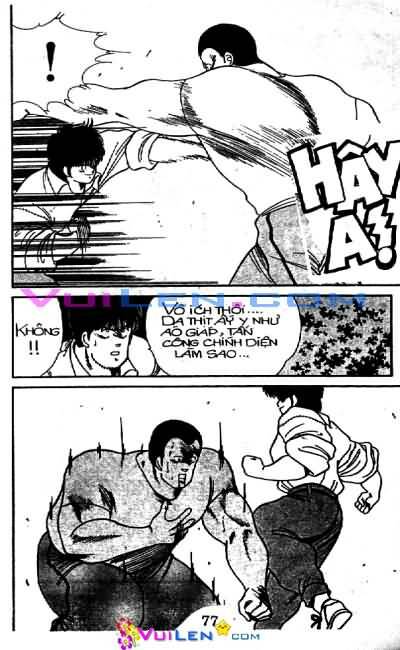 !
HÂY
Á!!
VUILEN.COM
KHÔNG
!!
VÔ ÍCH THÔI....
DA THỊT ẤY Y NHƯ
ÁO GIÁP, TẤN
CÔNG CHÍNH DIỆN
LÀM SAO...
77
VUILEN.COM